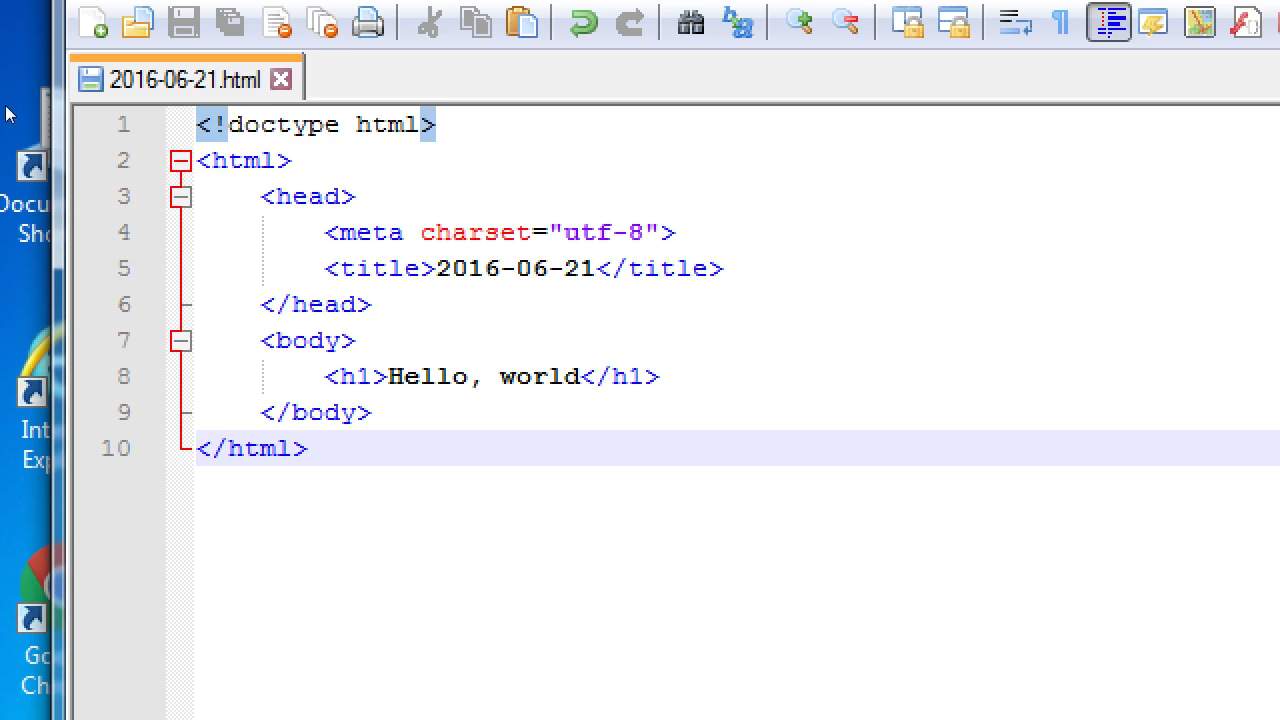 2016-06-21.html
1 <!doctype html>
2 <html>
3 <head>
4 <meta charset="utf-8">
5 <title>2016-06-21</title>
6 </head>
7 <body>
8 <h1>Hello, world</h1>
9 </body>
10 </html>